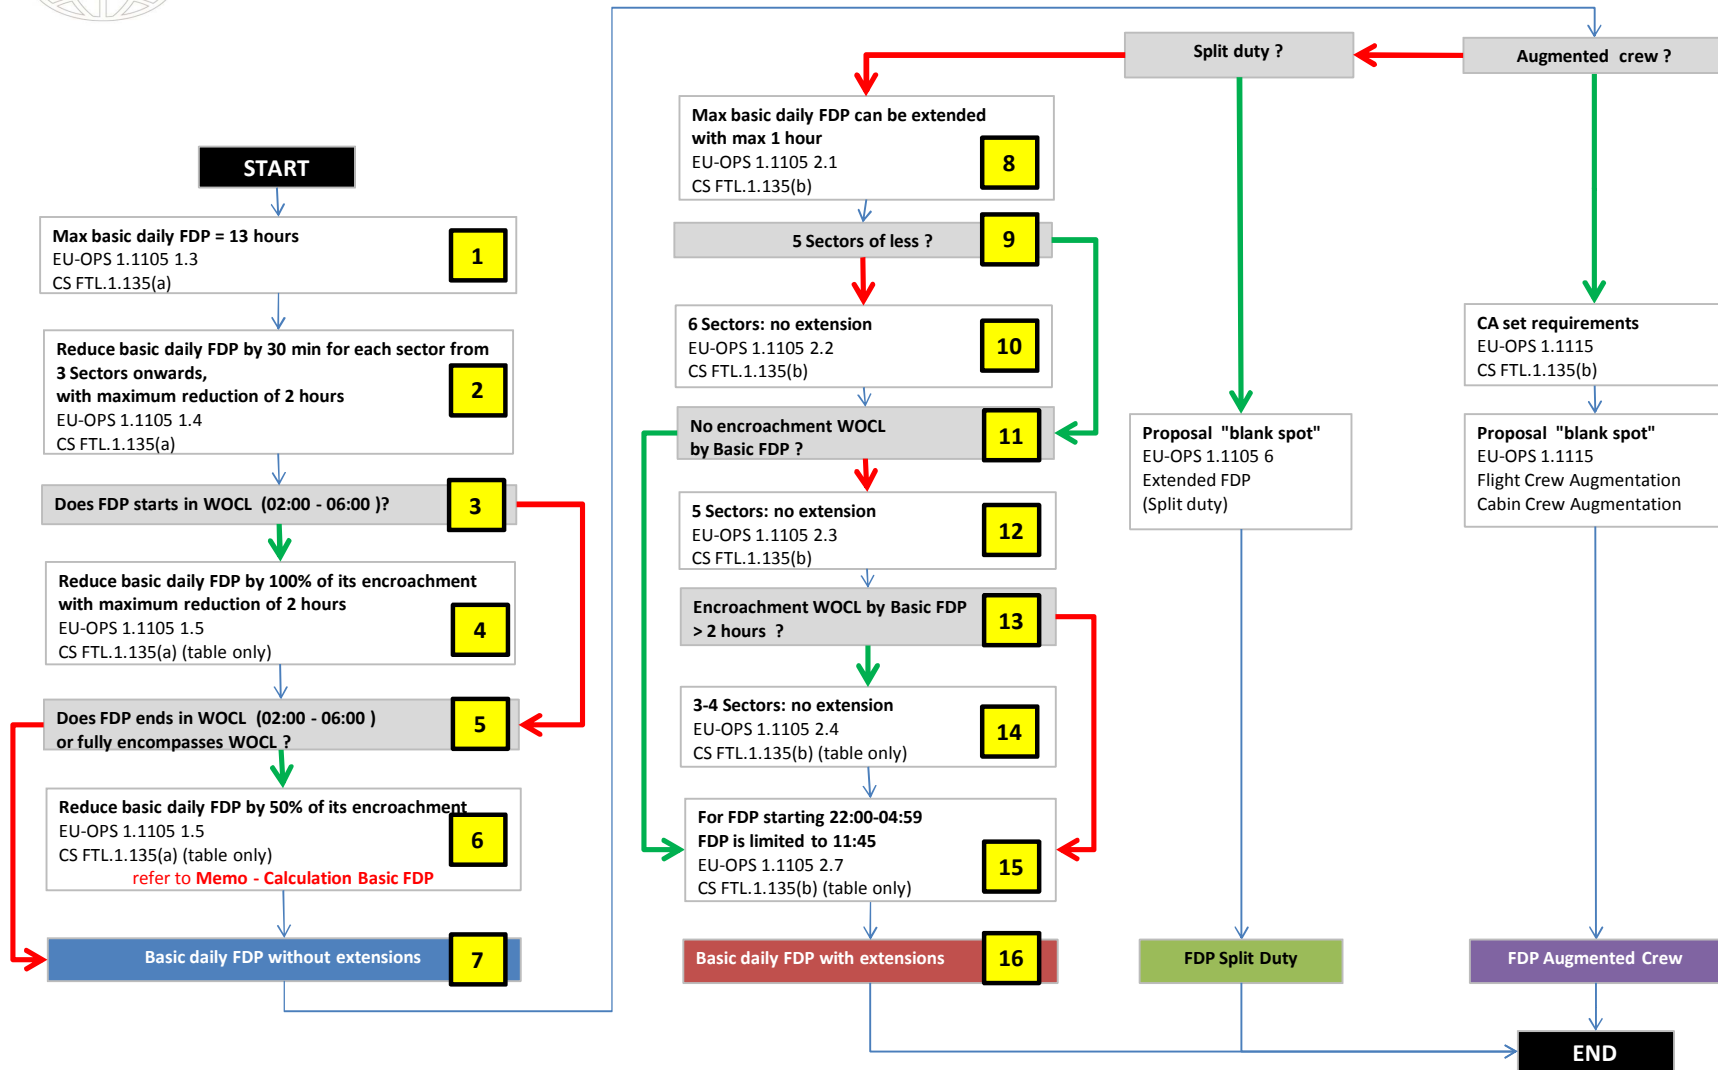 START
Max basic daily FDP = 13 hours
EU-OPS 1.1105 1.3
CS FTL.1.135(a)
1
Reduce basic daily FDP by 30 min for each sector from
3 Sectors onwards,
with maximum reduction of 2 hours
EU-OPS 1.1105 1.4
CS FTL.1.135(a)
2
Does FDP starts in WOCL (02:00 - 06:00 )?
3
Reduce basic daily FDP by 100% of its encroachment
with maximum reduction of 2 hours
EU-OPS 1.1105 1.5
CS FTL.1.135(a) (table only)
4
Does FDP ends in WOCL (02:00 - 06:00 )
or fully encompasses WOCL ?
5
Reduce basic daily FDP by 50% of its encroachment
EU-OPS 1.1105 1.5
CS FTL.1.135(a) (table only)
refer to Memo - Calculation Basic FDP
6
Basic daily FDP without extensions
7
Max basic daily FDP can be extended
with max 1 hour
EU-OPS 1.1105 2.1
CS FTL.1.135(b)
8
5 Sectors of less ?
9
6 Sectors: no extension
EU-OPS 1.1105 2.2
CS FTL.1.135(b)
10
No encroachment WOCL
by Basic FDP ?
11
5 Sectors: no extension
EU-OPS 1.1105 2.3
CS FTL.1.135(b)
12
Encroachment WOCL by Basic FDP
> 2 hours ?
13
3-4 Sectors: no extension
EU-OPS 1.1105 2.4
CS FTL.1.135(b) (table only)
14
For FDP starting 22:00-04:59
FDP is limited to 11:45
EU-OPS 1.1105 2.7
CS FTL.1.135(b) (table only)
15
Basic daily FDP with extensions
16
Split duty ?
Proposal "blank spot"
EU-OPS 1.1105 6
Extended FDP
(Split duty)
FDP Split Duty
Augmented crew ?
CA set requirements
EU-OPS 1.1115
CS FTL.1.135(b)
Proposal "blank spot"
EU-OPS 1.1115
Flight Crew Augmentation
Cabin Crew Augmentation
FDP Augmented Crew
END